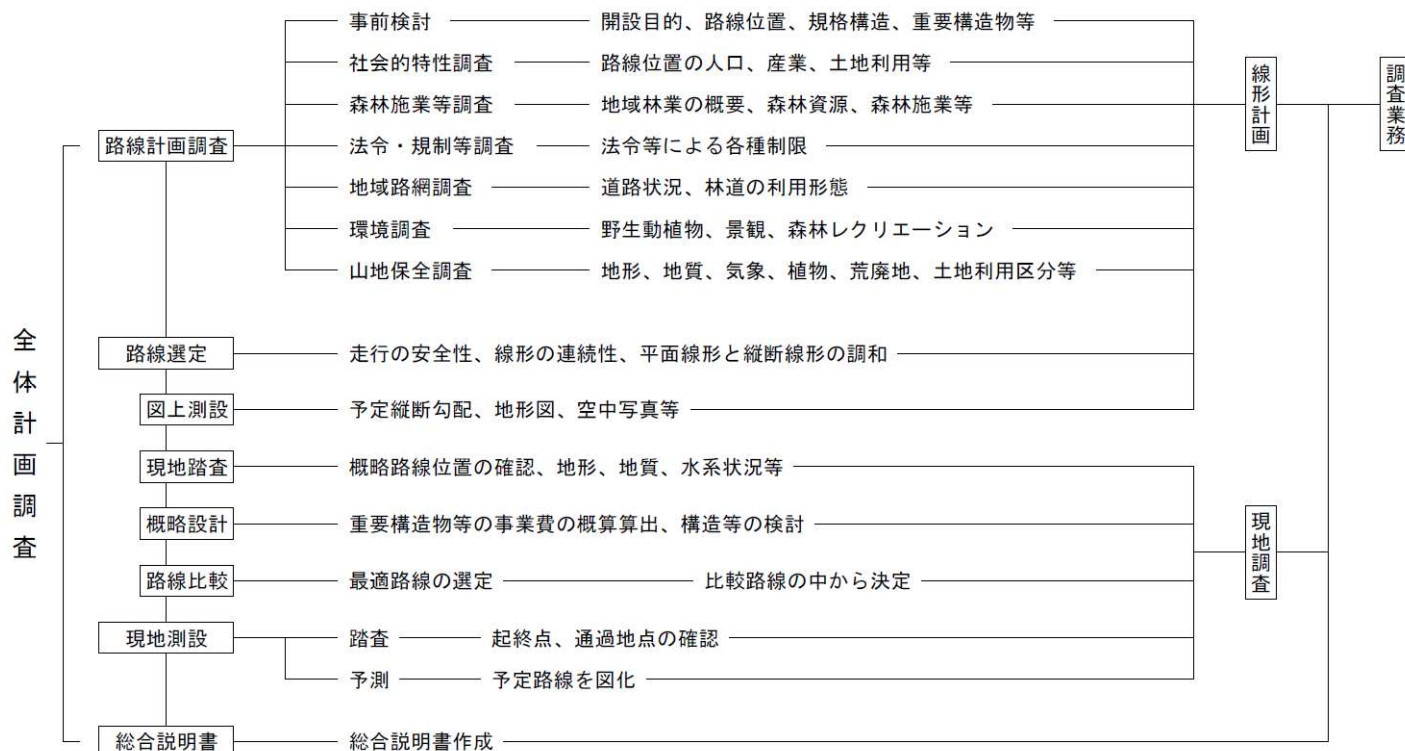 全体計画調査
路線計画調査
事前検討 開設目的、路線位置、規格構造、重要構造物等
社会的特性調査 路線位置の人口、産業、土地利用等
森林施業等調査 地域林業の概要、森林資源、森林施業等
法令・規制等調査 法令等による各種制限
地域路網調査 道路状況、林道の利用形態
環境調査 野生動植物、景観、森林レクリエーション
山地保全調査 地形、地質、気象、植物、荒廃地、土地利用区分等
路線選定 走行の安全性、線形の連続性、平面線形と縦断線形の調和
図上測設 予定縦断勾配、地形図、空中写真等
現地踏査 概略路線位置の確認、地形、地質、水系状況等
概略設計 重要構造物等の事業費の概算算出、構造等の検討
路線比較 最適路線の選定 比較路線の中から決定
現地測設
踏査 起終点、通過地点の確認
予測 予定路線を図化
総合説明書 総合説明書作成
線形計画
現地調査
調査業務